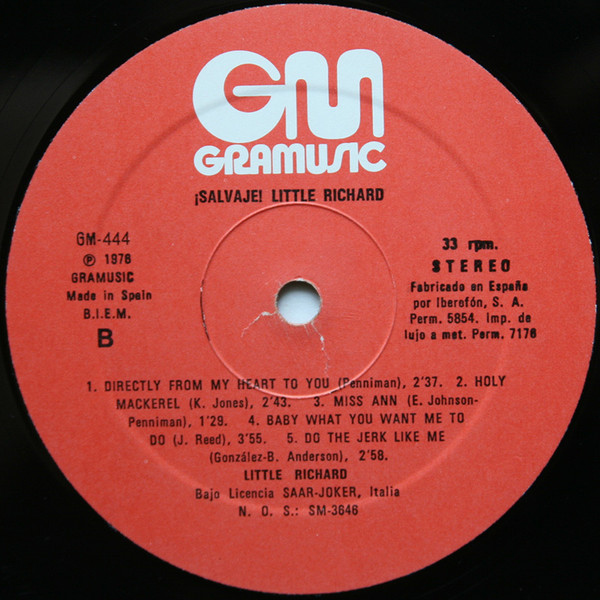 GM
GRAMUSIC
¡SALVAJE! LITTLE RICHARD
GM-444
℗ 1976
GRAMUSIC
Made in Spain
B.I.E.M.
B
33 rpm.
STEREO
Fabricado en España
por Iberofón, S. A.
Perm. 5854. Imp. de
lujo a met. Perm. 7176
1. DIRECTLY FROM MY HEART TO YOU (Penniman), 2'37. 2. HOLY
MACKEREL (K. Jones), 2'43. 3. MISS ANN (E. Johnson-
Penniman), 1'29. 4. BABY WHAT YOU WANT ME TO
DO (J. Reed), 3'55. 5. DO THE JERK LIKE ME
(González-B. Anderson), 2'58.
LITTLE RICHARD
Bajo Licencia SAAR-JOKER, Italia
N. O. S.: SM-3646